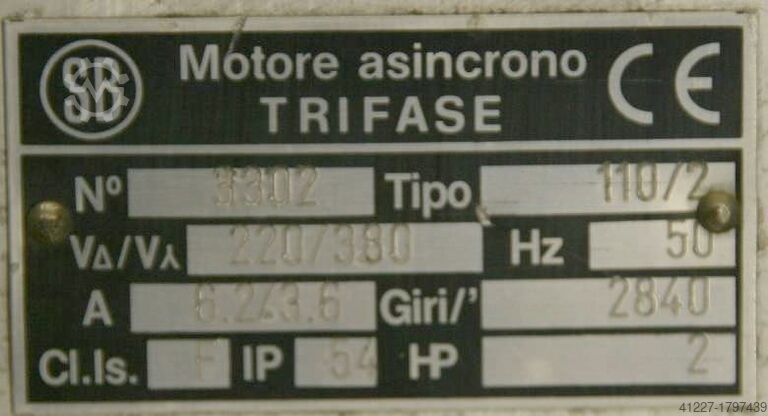 SB Motore asincrono CE
TRIFASE
Nº 3302 Tipo 110/2
VΔ/Vλ 220/380 Hz 50
A 6.2/3.6 Giri/' 2840
Cl.Is. F IP 54 HP 2
41227-1797439